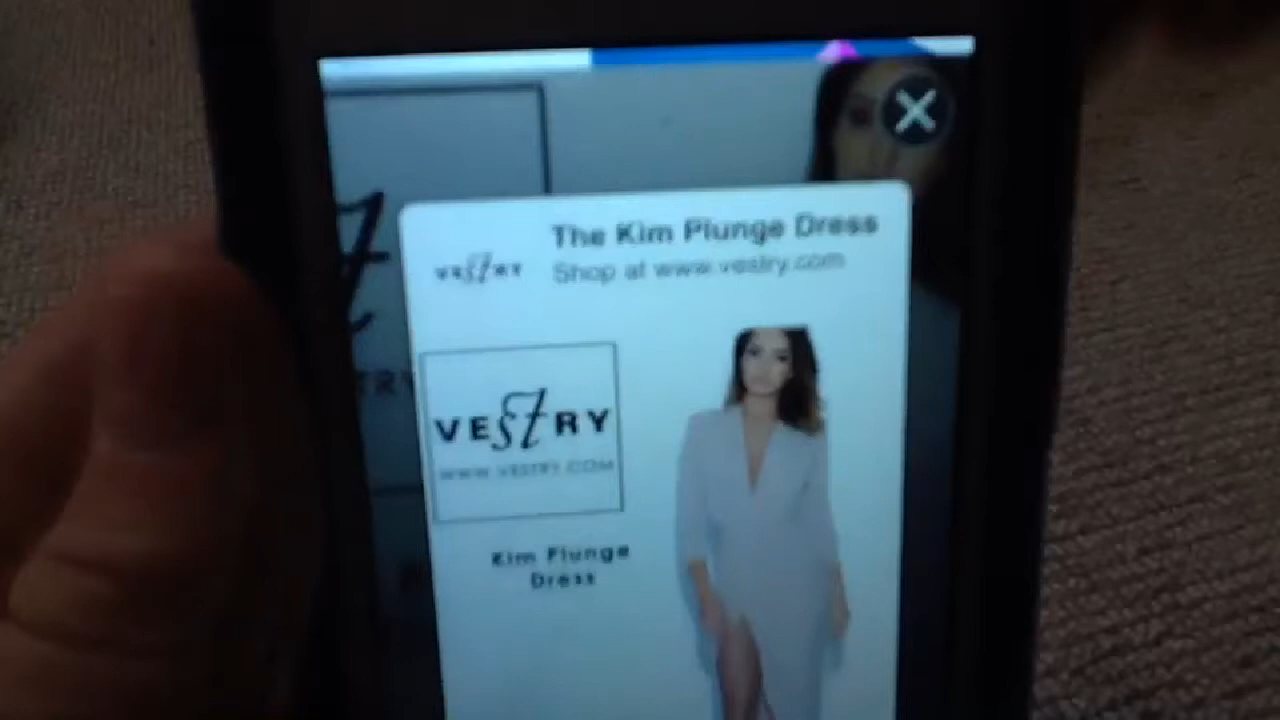 The Kim Plunge Dress
VESTRY
Shop at www.vestry.com
VESTRY
WWW.VESTRY.COM
Kim Plunge
Dress